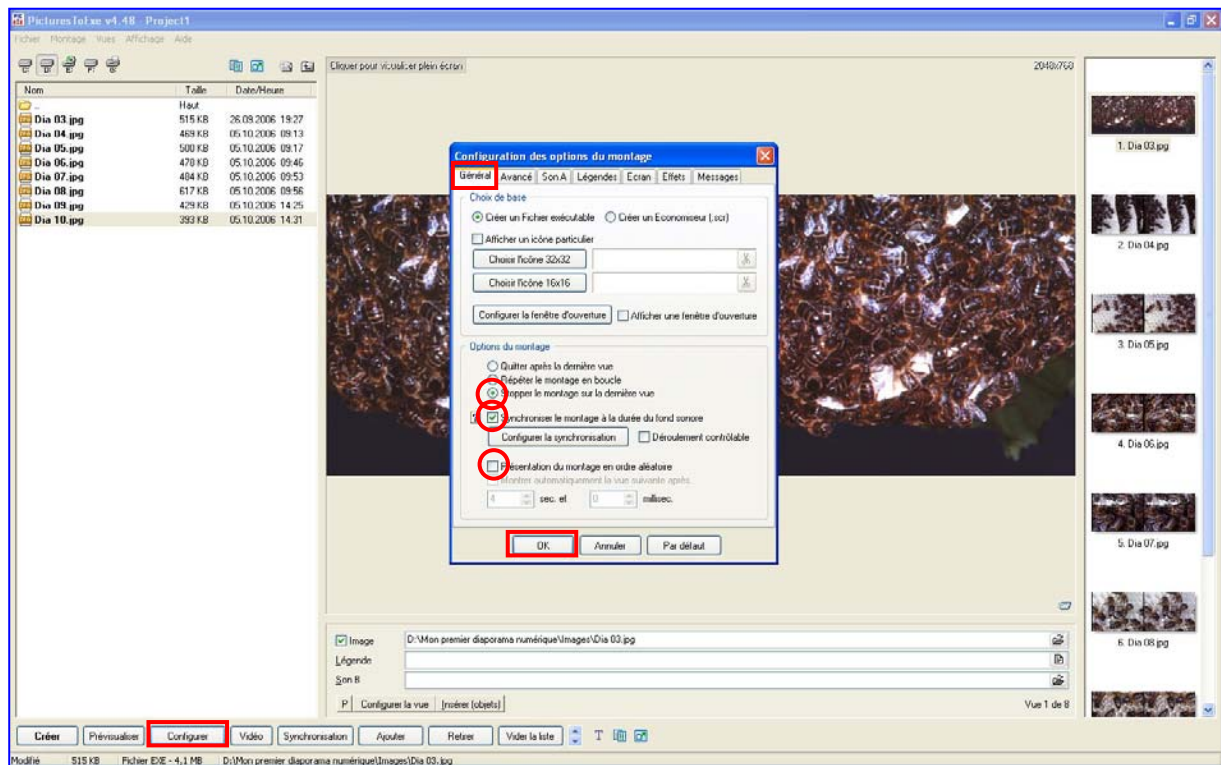 PicturesToExe v4.48 - Project1
Fichier Montage Vues Affichage Aide
Cliquer pour visualiser plein écran
2048x768
Nom Taille Date/Heure
.. Haut
Dia 03.jpg 515 KB 26.09.2006 19:27
Dia 04.jpg 469 KB 05.10.2006 09:13
Dia 05.jpg 500 KB 05.10.2006 09:17
Dia 06.jpg 478 KB 05.10.2006 09:46
Dia 07.jpg 484 KB 05.10.2006 09:53
Dia 08.jpg 617 KB 05.10.2006 09:56
Dia 09.jpg 429 KB 05.10.2006 14:25
Dia 10.jpg 393 KB 05.10.2006 14:31
Configuration des options du montage
Général Avancé Son A Légendes Ecran Effets Messages
Choix de base
Créer un Fichier exécutable Créer un Economiseur (.scr)
Afficher un icône particulier
Choisir l'icône 32x32
Choisir l'icône 16x16
Configurer la fenêtre d'ouverture Afficher une fenêtre d'ouverture
Options du montage
Quitter après la dernière vue
Répéter le montage en boucle
Stopper le montage sur la dernière vue
Synchroniser le montage à la durée du fond sonore
Configurer la synchronisation Déroulement contrôlable
Présentation du montage en ordre aléatoire
Montrer automatiquement la vue suivante après.
4 sec. et 0 millisec.
OK Annuler Par défaut
1. Dia 03.jpg
2. Dia 04.jpg
3. Dia 05.jpg
4. Dia 06.jpg
5. Dia 07.jpg
6. Dia 08.jpg
Image D:\Mon premier diaporama numérique\Images\Dia 03.jpg
Légende
Son B
P Configurer la vue Insérer (objets) Vue 1 de 8
Créer Prévisualiser Configurer Vidéo Synchronisation Ajouter Retirer Vider la liste T
Modifié 515 KB Fichier EXE - 4,1 MB D:\Mon premier diaporama numérique\Images\Dia 03.jpg